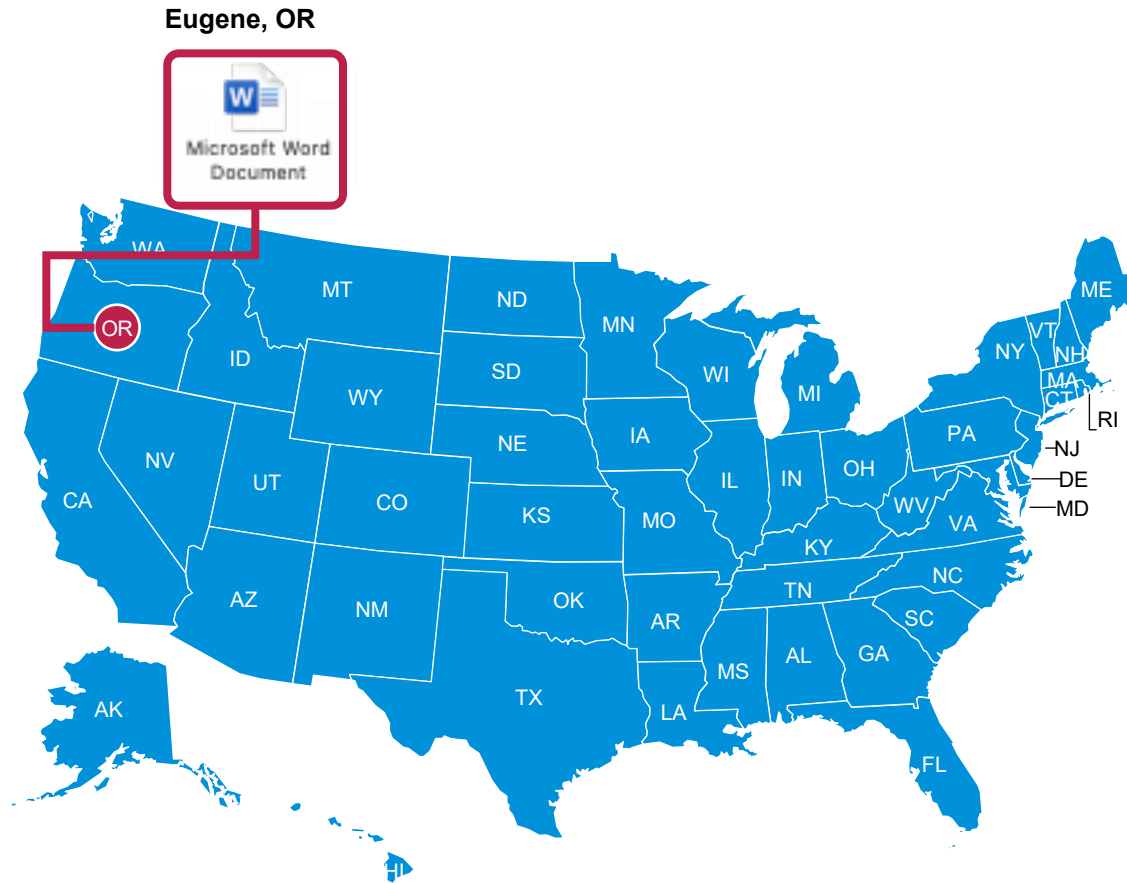 Eugene, OR
W
Microsoft Word
Document
WA
MT
ND
MN
ME
OR
ID
SD
WI
MI
NY
VT
NH
WY
MA
CT
RI
NE
IA
PA
NJ
NV
UT
CO
IL
IN
OH
DE
CA
KS
MO
WV
VA
MD
KY
AZ
NM
OK
AR
TN
NC
SC
MS
AL
GA
TX
LA
AK
FL
HI